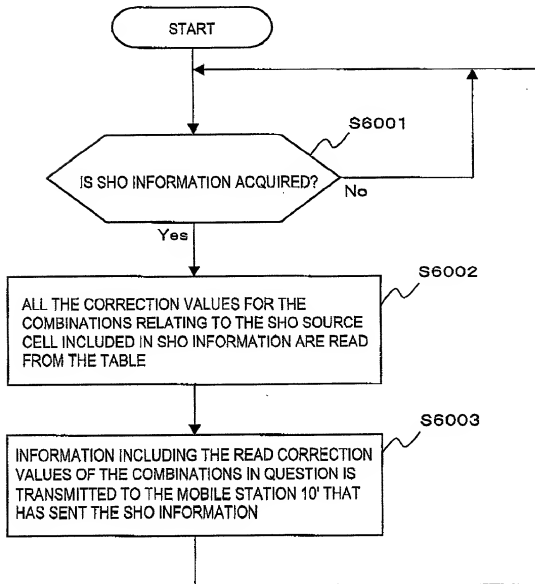 START
S6001
IS SHO INFORMATION ACQUIRED?
No
Yes
S6002
ALL THE CORRECTION VALUES FOR THE
COMBINATIONS RELATING TO THE SHO SOURCE
CELL INCLUDED IN SHO INFORMATION ARE READ
FROM THE TABLE
S6003
INFORMATION INCLUDING THE READ CORRECTION
VALUES OF THE COMBINATIONS IN QUESTION IS
TRANSMITTED TO THE MOBILE STATION 10' THAT
HAS SENT THE SHO INFORMATION